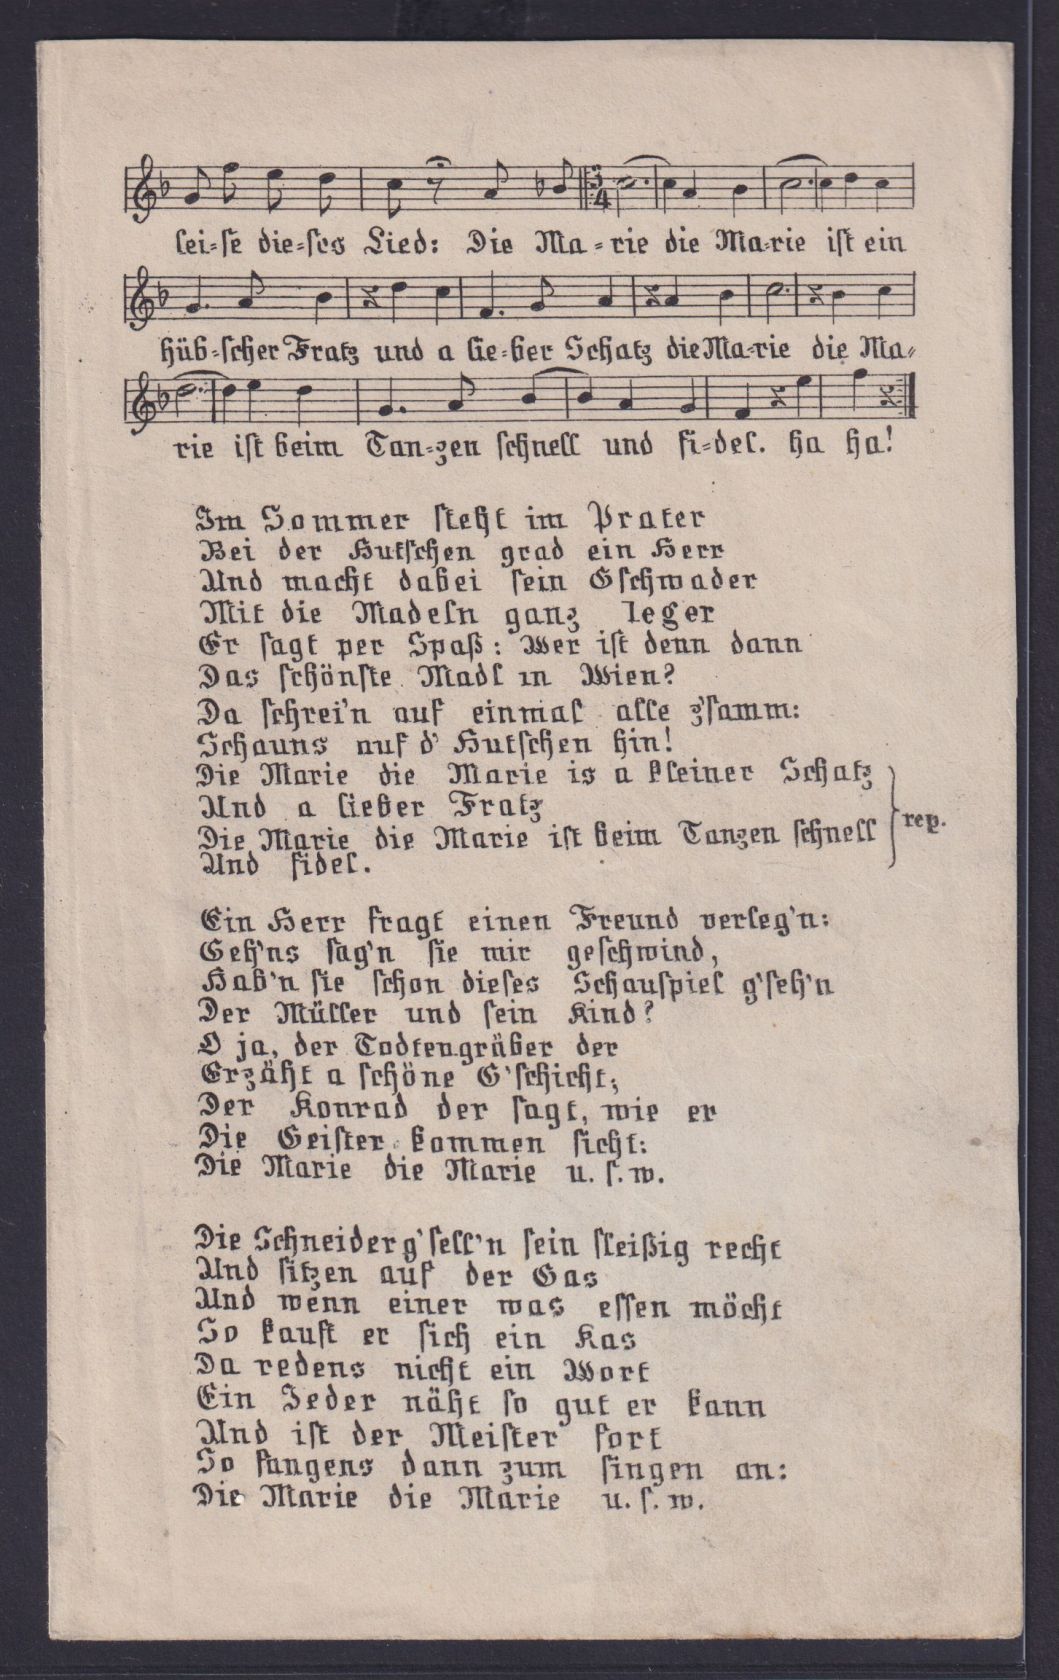 lei=se die=ses Lied: Die Ma=rie die Ma=rie ist ein
hüb=scher Fratz und a lie=ber Schatz die Ma=rie die Ma=
rie ist beim Tan=zen schnell und fi=del. ha ha!
Im Sommer steht im Prater
Bei der Hutschen grad ein Herr
Und macht dabei sein Gschwader
Mit die Madeln ganz leger
Er sagt per Spaß: Wer ist denn dann
Das schönste Madl in Wien?
Da schrei'n auf einmal alle z'samm:
Schauns auf d' Hutschen hin!
Die Marie die Marie is a kleiner Schatz
Und a lieber Fratz
Die Marie die Marie ist beim Tanzen schnell
Und fidel.
rep.
Ein Herr fragt einen Freund verleg'n:
Geh'ns sag'n sie mir geschwind,
Hab'n sie schon dieses Schauspiel g'seh'n
Der Müller und sein Kind?
O ja, der Todtengräber der
Erzäht a schöne G'schicht;
Der Konrad der sagt, wie er
Die Geister kommen sicht:
Die Marie die Marie u. s. w.
Die Schneiderg'sell'n sein fleißig recht
Und sitzen auf der Gas
Und wenn einer was essen möcht
So kauft er sich ein Kas
Da redens nicht ein Wort
Ein Jeder näht so gut er kann
Und ist der Meister fort
So fangens dann zum singen an:
Die Marie die Marie u. s. w.